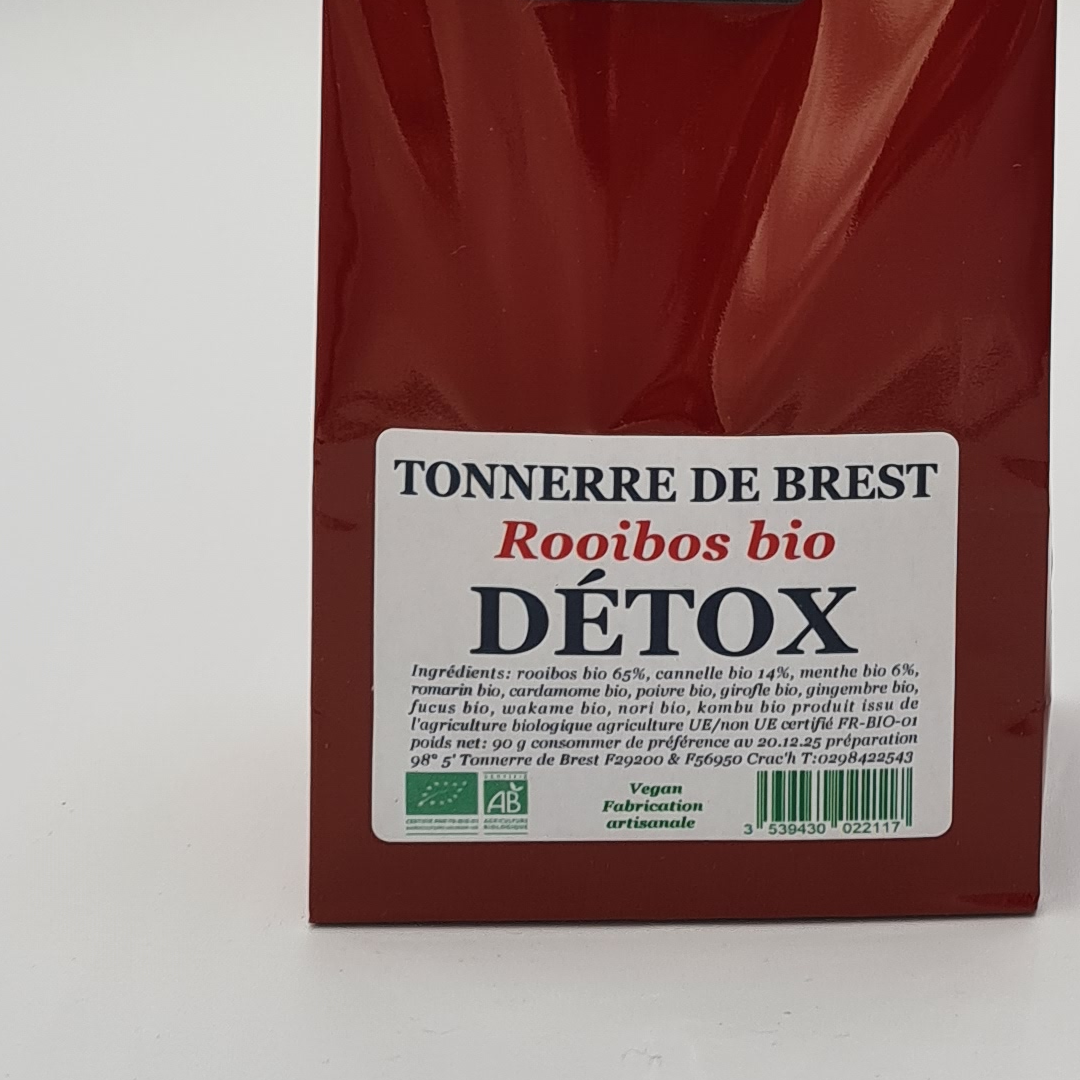 TONNERRE DE BREST
Rooibos bio
DÉTOX
Ingrédients: rooibos bio 65%, cannelle bio 14%, menthe bio 6%,
romarin bio, cardamome bio, poivre bio, girofle bio, gingembre bio,
fucus bio, wakame bio, nori bio, kombu bio produit issu de
l'agriculture biologique agriculture UE/non UE certifié FR-BIO-01
poids net: 90 g consommer de préférence av 20.12.25 préparation
98° 5' Tonnerre de Brest F29200 & F56950 Crac'h T:0298422543
CERTIFIÉ
AB
AGRICULTURE
BIOLOGIQUE
Vegan
Fabrication
artisanale
3 539430 022117